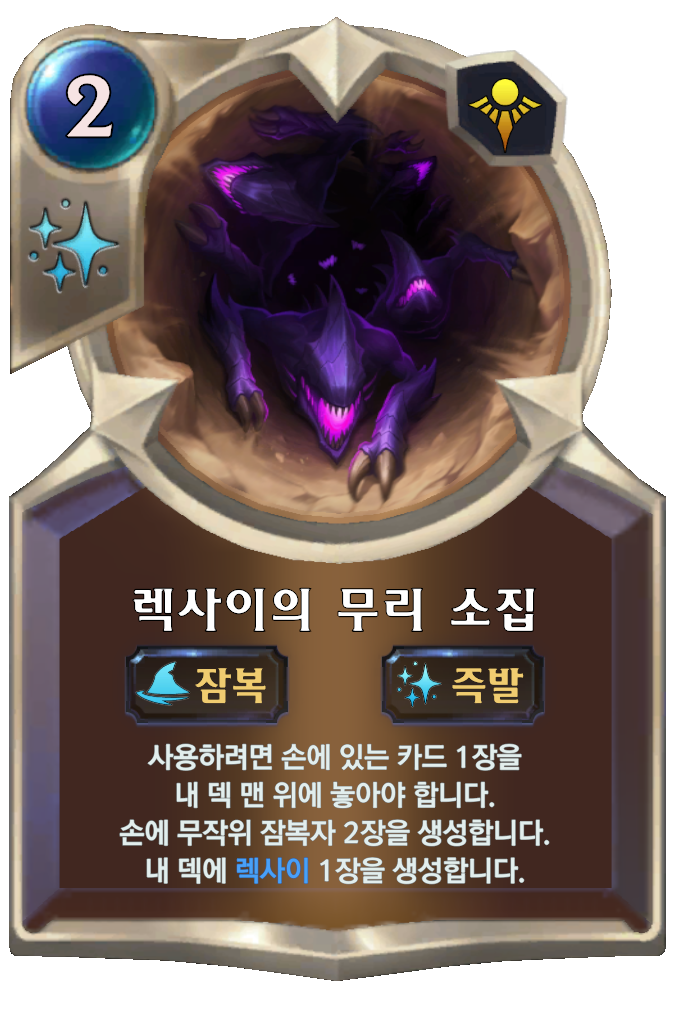 2
렉사이의 무리 소집
잠복 즉발
사용하려면 손에 있는 카드 1장을
내 덱 맨 위에 놓아야 합니다.
손에 무작위 잠복자 2장을 생성합니다.
내 덱에 렉사이 1장을 생성합니다.